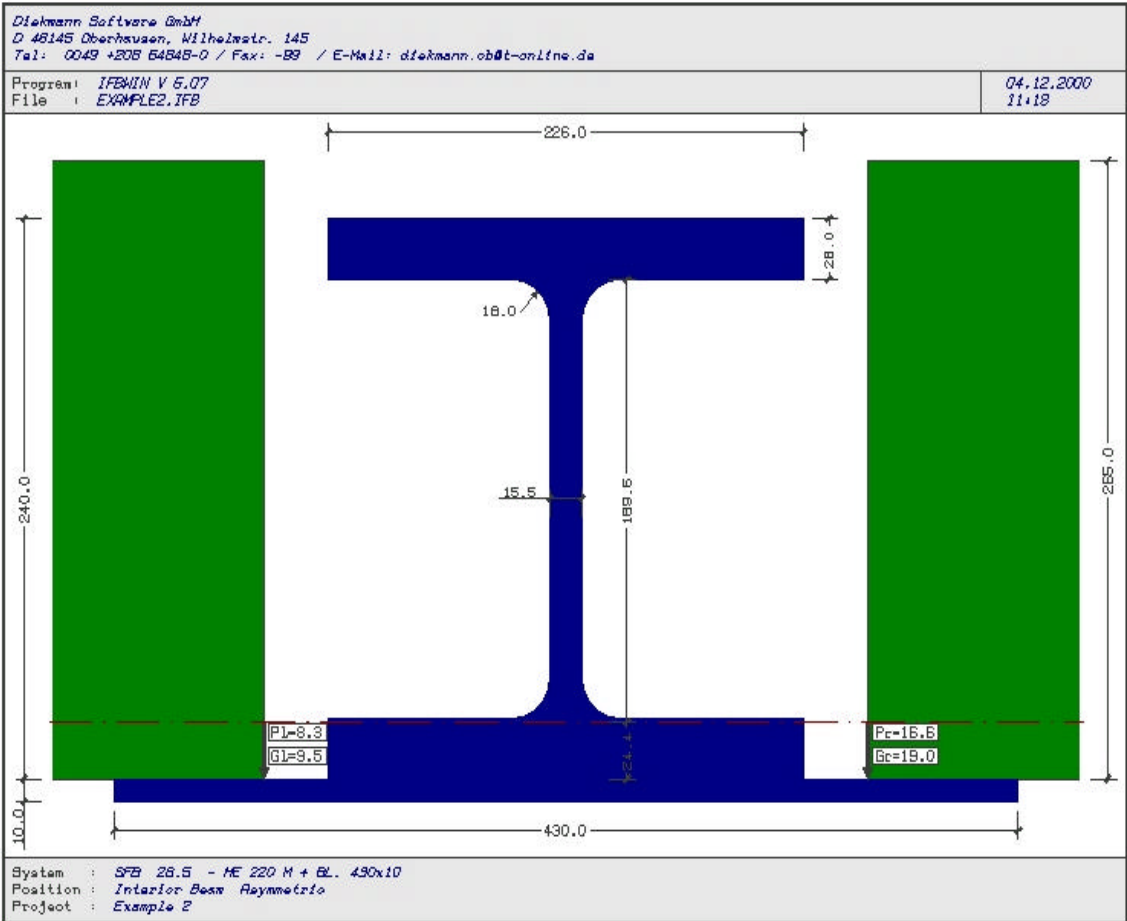 Diekmann Software GmbH
D 46145 Oberhausen, Wilhelmstr. 145
Tel: 0049 +208 64848-0 / Fax: -99 / E-Mail: diekmann.ob@t-online.de
Program: IFBWIN V 5.07
File : EXAMPLE2.IFB
04.12.2000
11:18
226.0
28.0
18.0
240.0
15.5
189.6
265.0
Pl=8.3
Gl=9.5
Pr=16.6
Gr=19.0
24.4
10.0
430.0
System : SFB 26.5 - HE 220 M + BL. 430x10
Position : Interior Beam Asymmetric
Project : Example 2